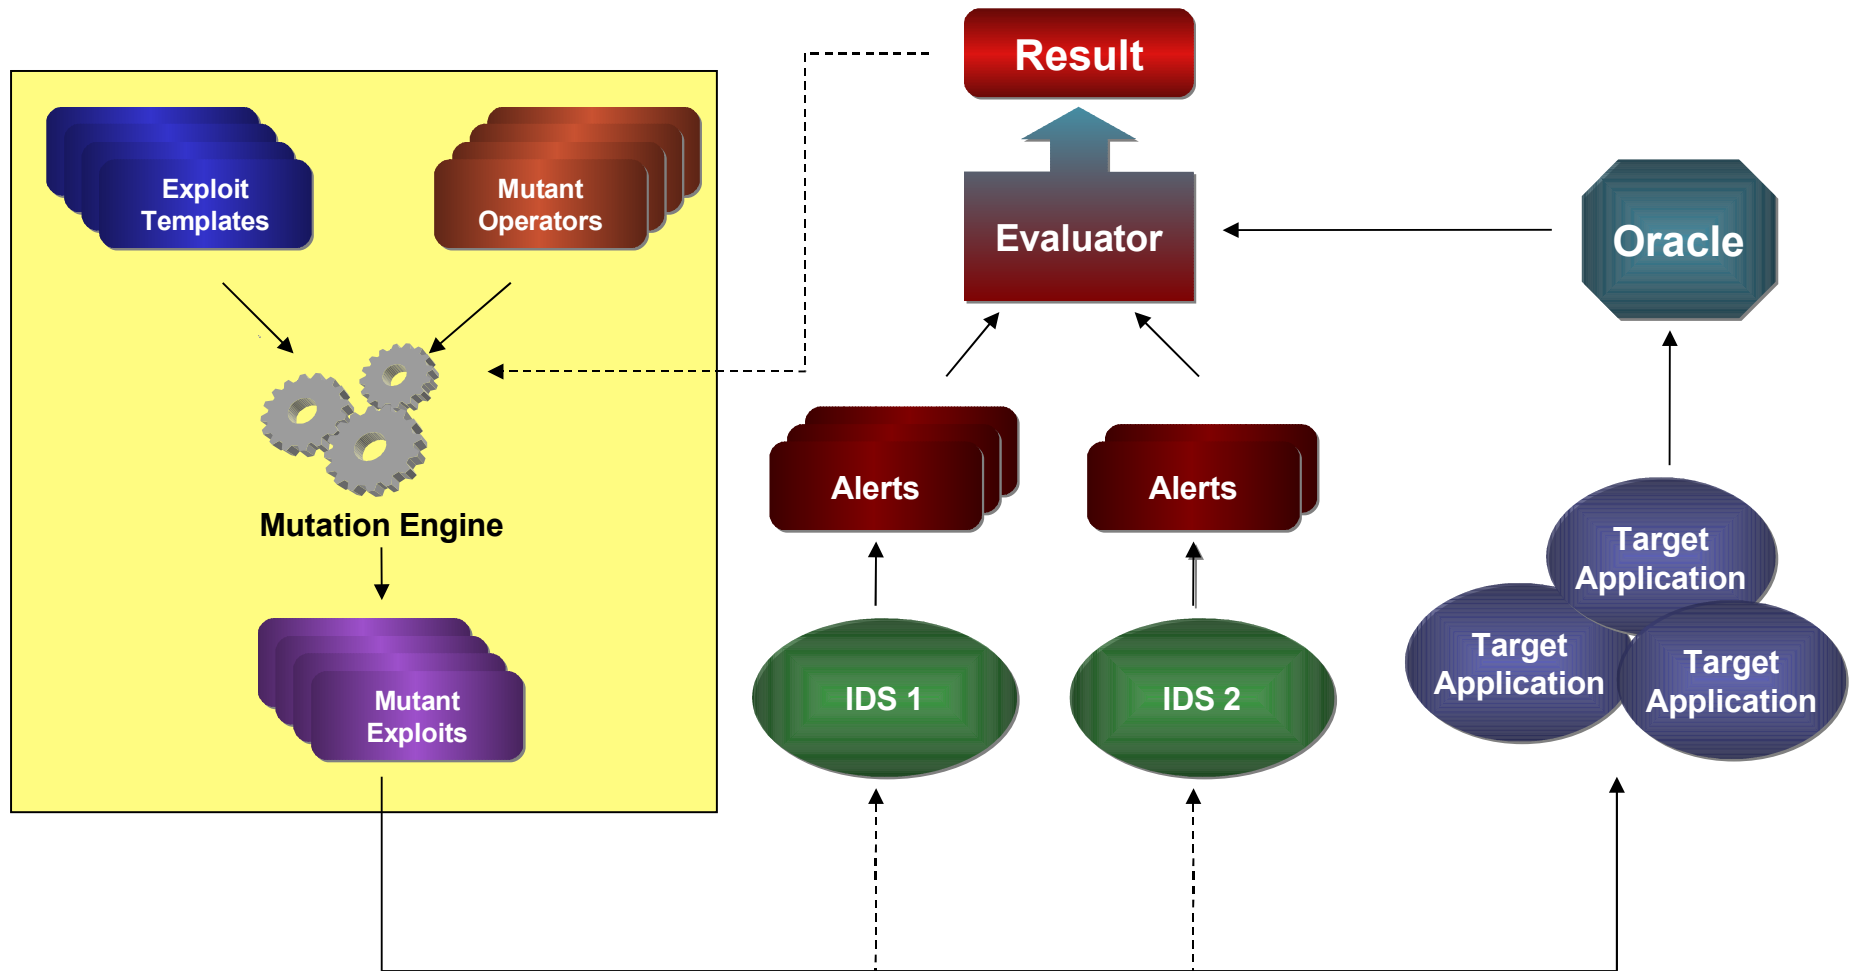 Result
Exploit
Templates
Mutant
Operators
Evaluator
Oracle
Mutation Engine
Alerts
Alerts
Target
Application
Target
Application
Target
Application
Mutant
Exploits
IDS 1
IDS 2